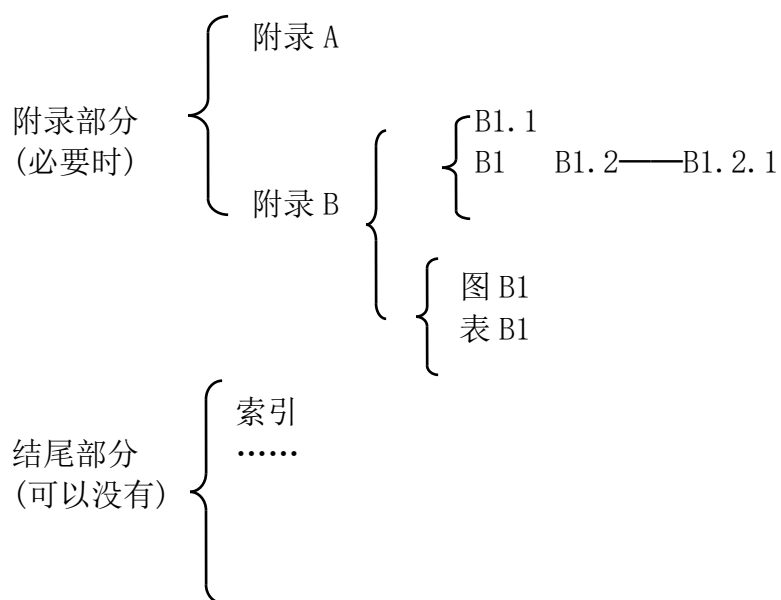 附录 A
附录部分
(必要时)
附录 B
B1.1
B1 B1.2——B1.2.1
图 B1
表 B1
索引
……
结尾部分
(可以没有)